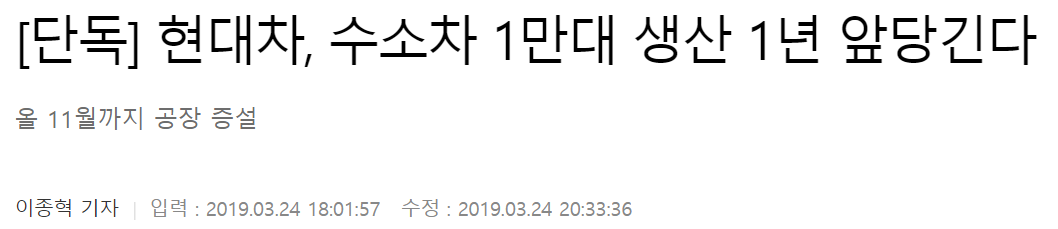 [단독] 현대차, 수소차 1만대 생산 1년 앞당긴다
올 11월까지 공장 증설
이종혁 기자 | 입력 : 2019.03.24 18:01:57 수정 : 2019.03.24 20:33:36